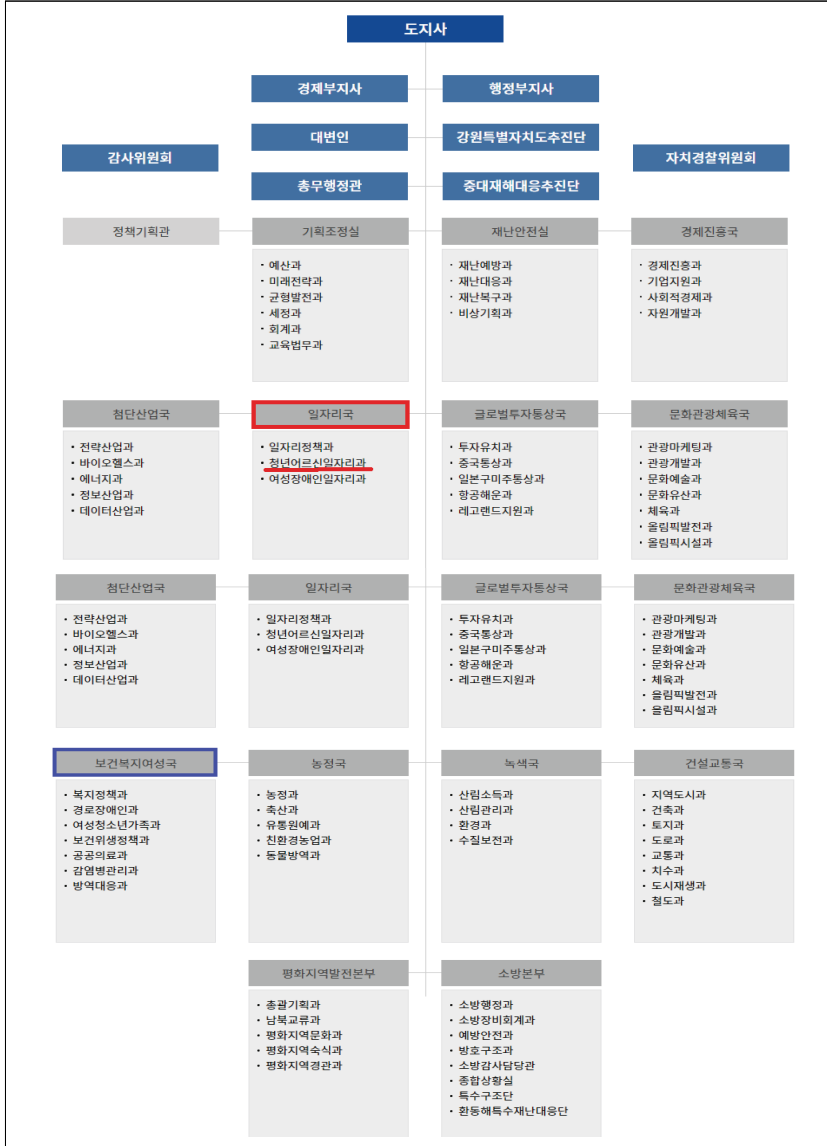 도지사
경제부지사
행정부지사
대변인
강원특별자치도추진단
감사위원회
자치경찰위원회
총무행정관
중대재해대응추진단
정책기획관
기획조정실
재난안전실
경제진흥국
· 예산과
· 미래전략과
· 균형발전과
· 세정과
· 회계과
· 교육법무과
· 재난예방과
· 재난대응과
· 재난복구과
· 비상기획과
· 경제진흥과
· 기업지원과
· 사회적경제과
· 자원개발과
첨단산업국
일자리국
글로벌투자통상국
문화관광체육국
· 전략산업과
· 바이오헬스과
· 에너지과
· 정보산업과
· 데이터산업과
· 일자리정책과
· 청년어르신일자리과
· 여성장애인일자리과
· 투자유치과
· 중국통상과
· 일본구미주통상과
· 항공해운과
· 레고랜드지원과
· 관광마케팅과
· 관광개발과
· 문화예술과
· 문화유산과
· 체육과
· 올림픽발전과
· 올림픽시설과
첨단산업국
일자리국
글로벌투자통상국
문화관광체육국
· 전략산업과
· 바이오헬스과
· 에너지과
· 정보산업과
· 데이터산업과
· 일자리정책과
· 청년어르신일자리과
· 여성장애인일자리과
· 투자유치과
· 중국통상과
· 일본구미주통상과
· 항공해운과
· 레고랜드지원과
· 관광마케팅과
· 관광개발과
· 문화예술과
· 문화유산과
· 체육과
· 올림픽발전과
· 올림픽시설과
보건복지여성국
농정국
녹색국
건설교통국
· 복지정책과
· 경로장애인과
· 여성청소년가족과
· 보건위생정책과
· 공공의료과
· 감염병관리과
· 방역대응과
· 농정과
· 축산과
· 유통원예과
· 친환경농업과
· 동물방역과
· 산림소득과
· 산림관리과
· 환경과
· 수질보전과
· 지역도시과
· 건축과
· 토지과
· 도로과
· 교통과
· 치수과
· 도시재생과
· 철도과
평화지역발전본부
소방본부
· 총괄기획과
· 남북교류과
· 평화지역문화과
· 평화지역숙식과
· 평화지역경관과
· 소방행정과
· 소방장비회계과
· 예방안전과
· 방호구조과
· 소방감사담당관
· 종합상황실
· 특수구조단
· 환동해특수재난대응단